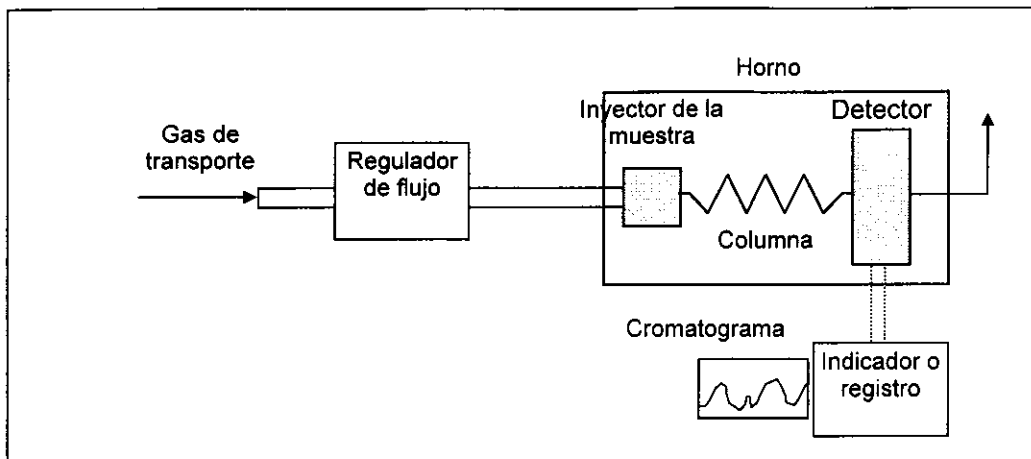 Horno
Gas de
transporte
Regulador
de flujo
Inyector de la
muestra
Detector
Columna
Cromatograma
Indicador o
registro